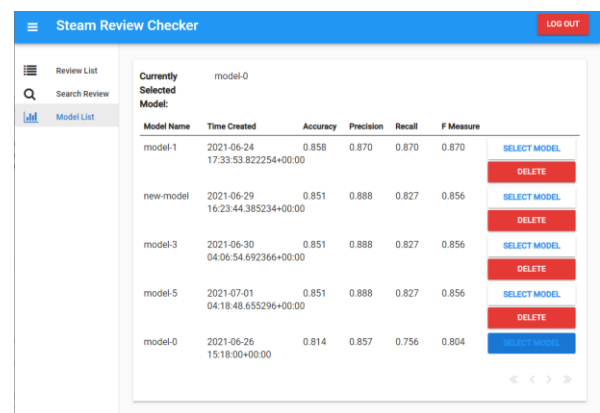 Steam Review Checker
LOG OUT
Review List
Search Review
Model List
Currently Selected Model:
model-0
Model Name Time Created Accuracy Precision Recall F Measure
model-1 2021-06-24 0.858 0.870 0.870 0.870 SELECT MODEL
17:33:53.822254+00:00
DELETE
new-model 2021-06-29 0.851 0.888 0.827 0.856 SELECT MODEL
16:23:44.385234+00:00
DELETE
model-3 2021-06-30 0.851 0.888 0.827 0.856 SELECT MODEL
04:06:54.692366+00:00
DELETE
model-5 2021-07-01 0.851 0.888 0.827 0.856 SELECT MODEL
04:18:48.655296+00:00
DELETE
model-0 2021-06-26 0.814 0.857 0.756 0.804 SELECT MODEL
15:18:00+00:00